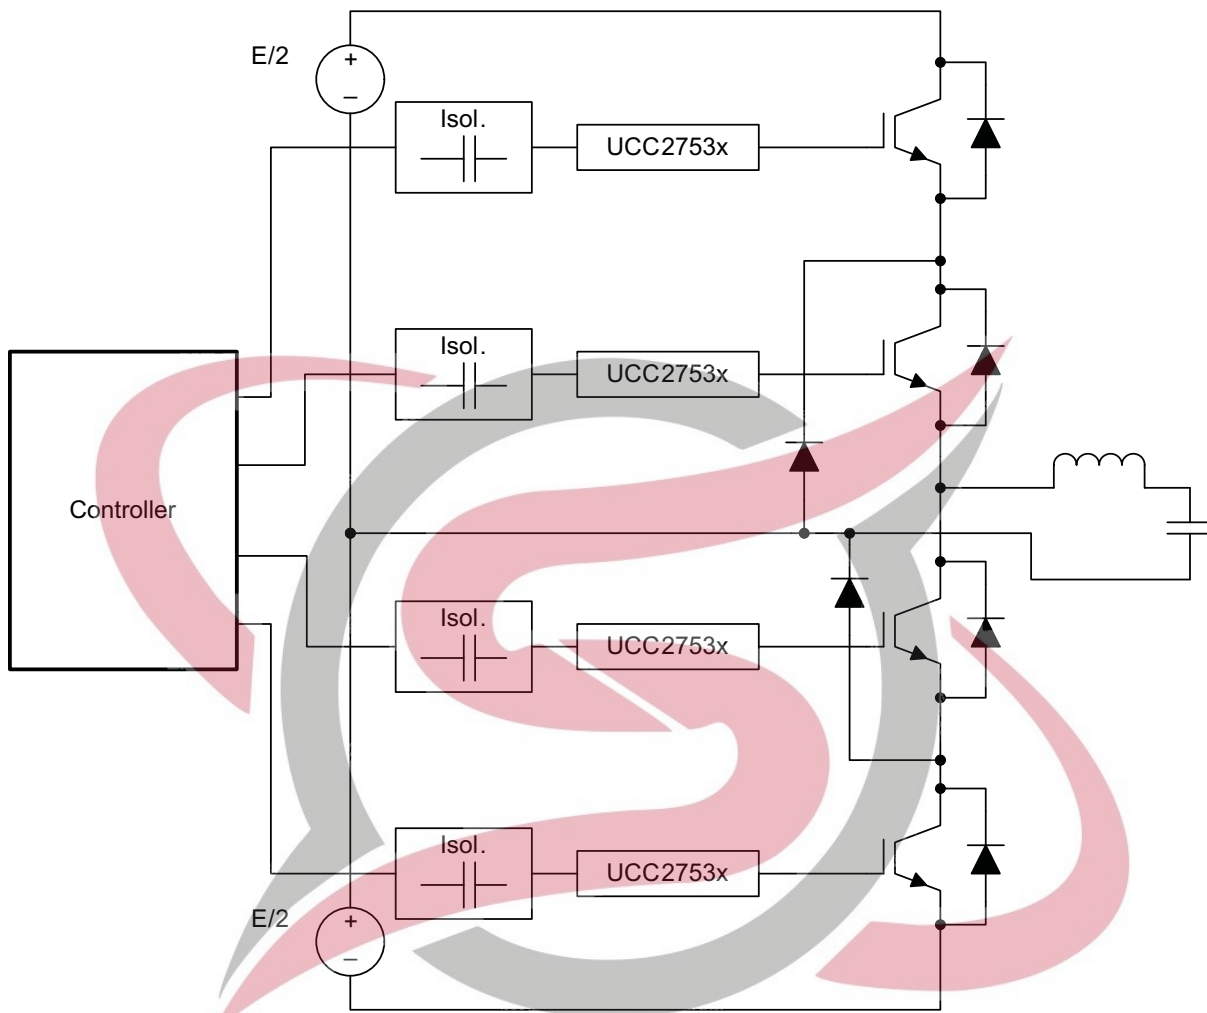 E/2
+
−
Isol.
UCC2753x
Isol.
UCC2753x
Controller
Isol.
UCC2753x
Isol.
UCC2753x
E/2
+
−